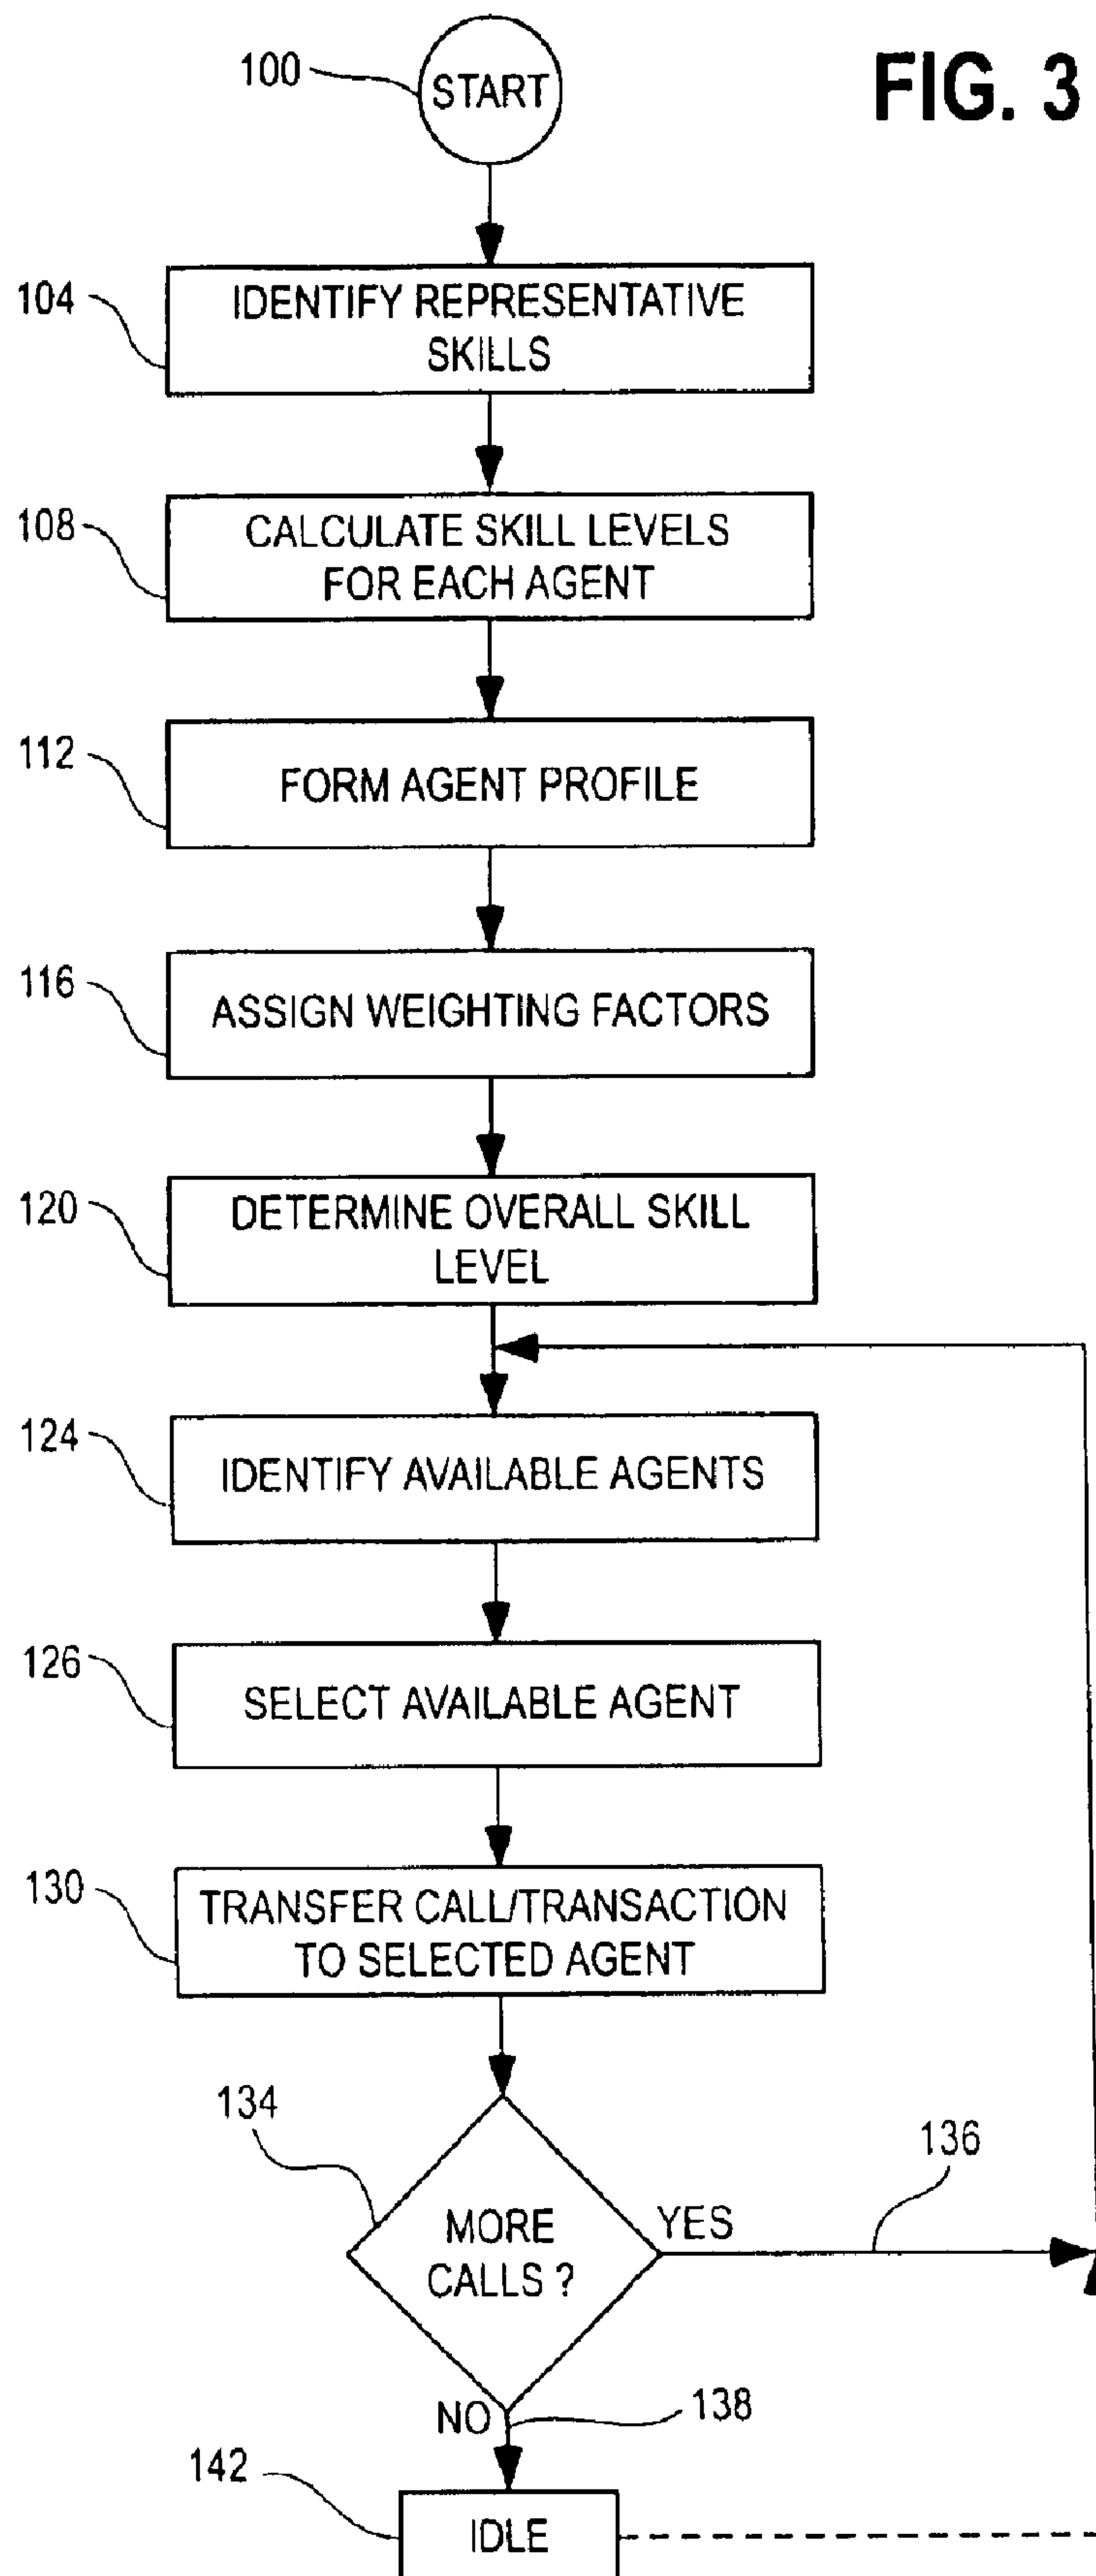 FIG. 3
100
START
104
IDENTIFY REPRESENTATIVE
SKILLS
108
CALCULATE SKILL LEVELS
FOR EACH AGENT
112
FORM AGENT PROFILE
116
ASSIGN WEIGHTING FACTORS
120
DETERMINE OVERALL SKILL
LEVEL
124
IDENTIFY AVAILABLE AGENTS
126
SELECT AVAILABLE AGENT
130
TRANSFER CALL/TRANSACTION
TO SELECTED AGENT
134
MORE
CALLS ?
YES
136
NO
138
142
IDLE